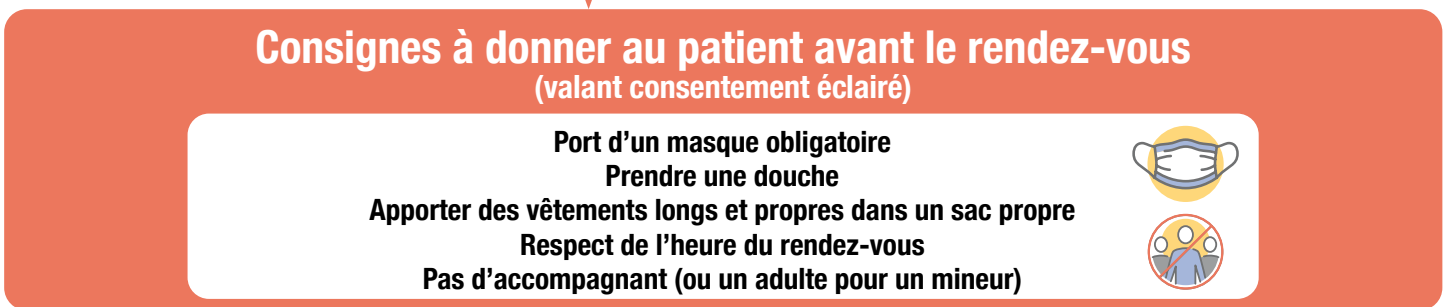 Consignes à donner au patient avant le rendez-vous
(valant consentement éclairé)
Port d’un masque obligatoire
Prendre une douche
Apporter des vêtements longs et propres dans un sac propre
Respect de l’heure du rendez-vous
Pas d’accompagnant (ou un adulte pour un mineur)